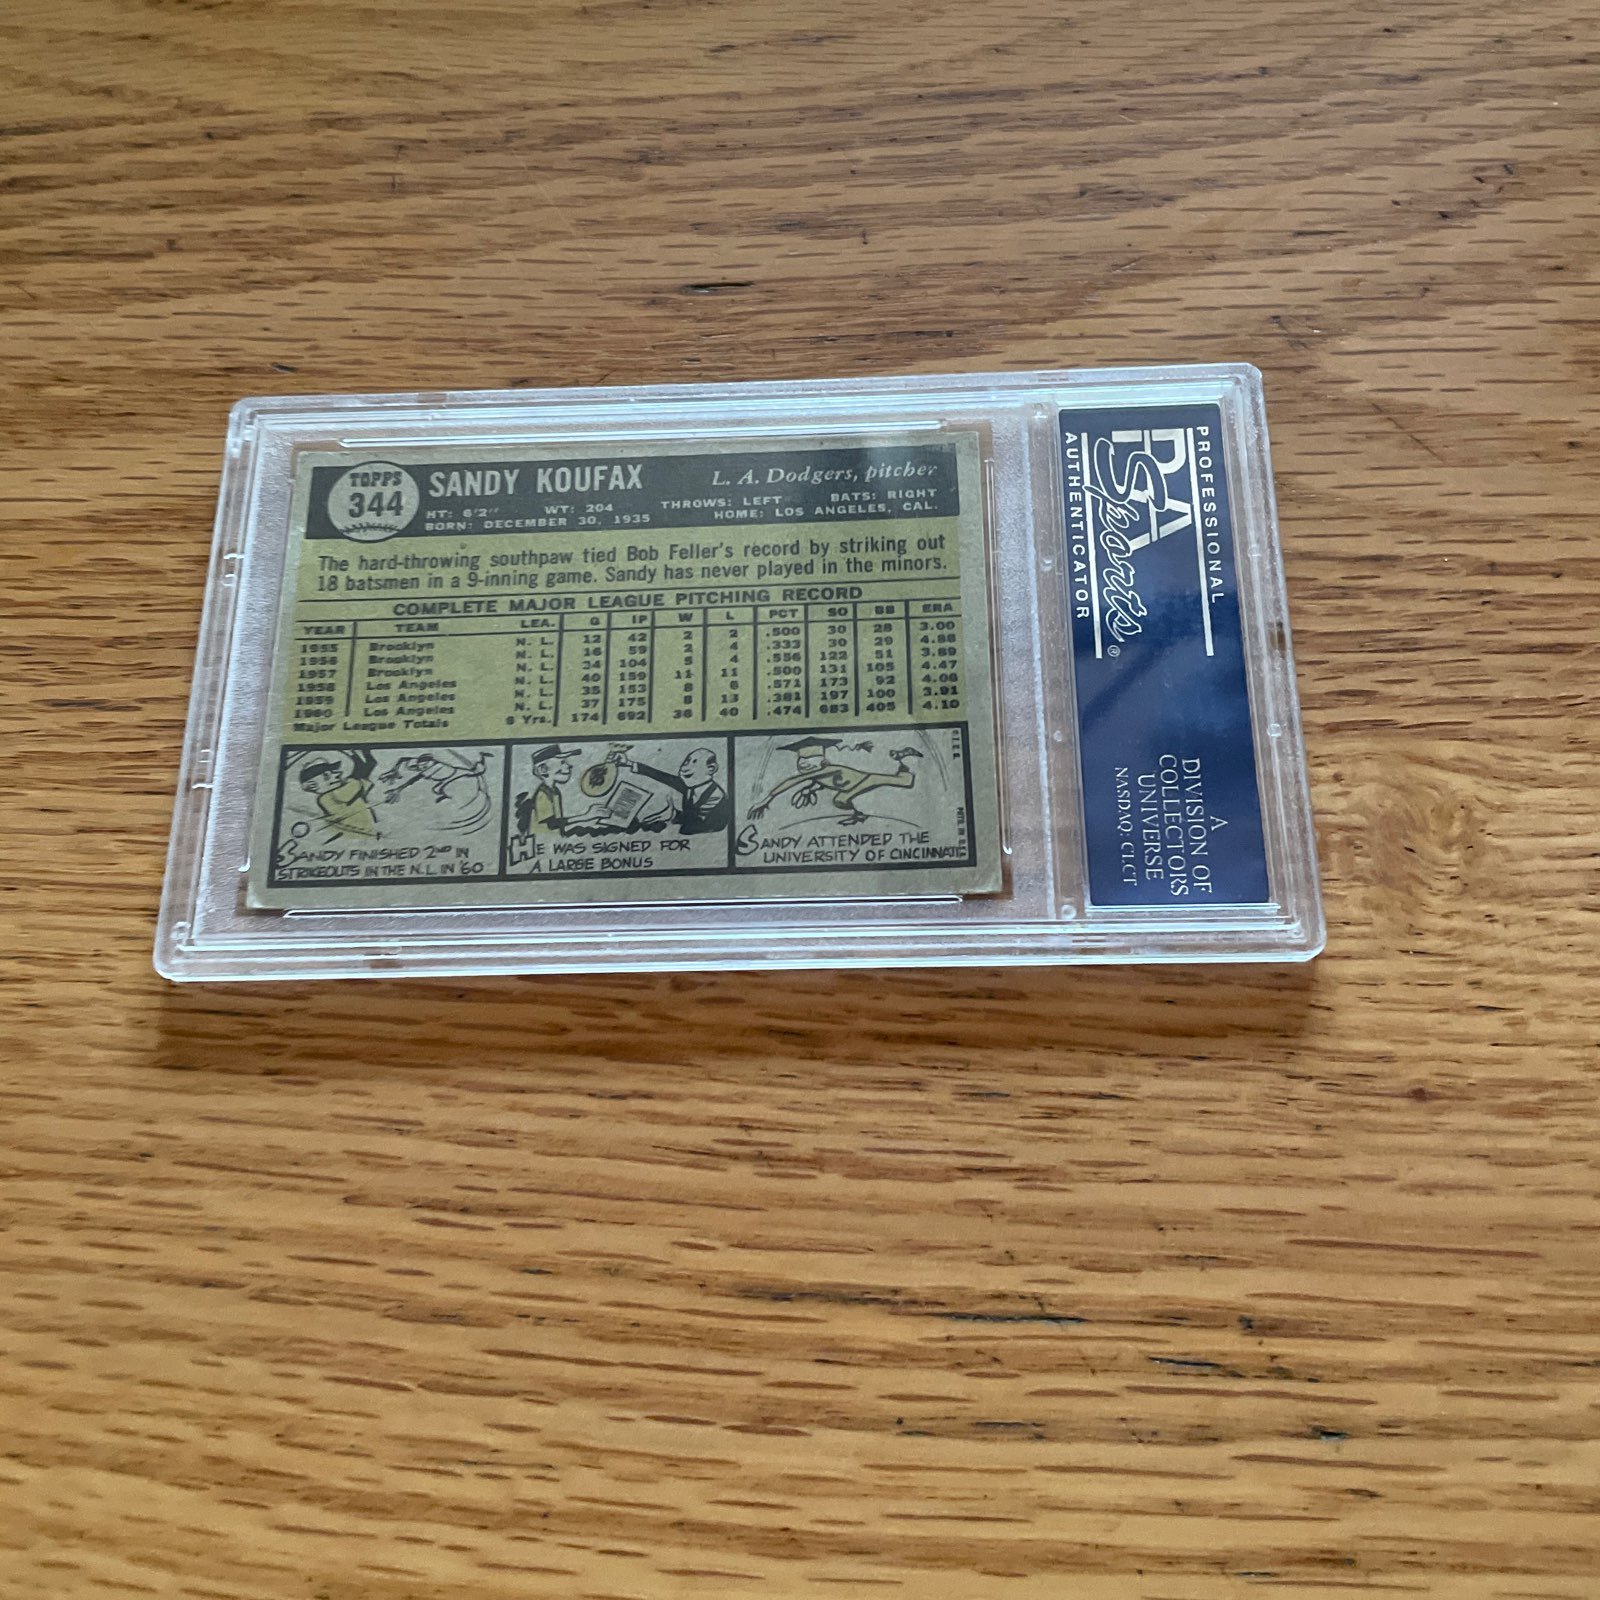 TOPPS
344
SANDY KOUFAX
L. A. Dodgers, pitcher
HT: 6'2" WT: 204 THROWS: LEFT BATS: RIGHT
BORN: DECEMBER 30, 1935 HOME: LOS ANGELES, CAL.
The hard-throwing southpaw tied Bob Feller's record by striking out
18 batsmen in a 9-inning game. Sandy has never played in the minors.
COMPLETE MAJOR LEAGUE PITCHING RECORD
YEAR TEAM LEA. G IP W L PCT SO BB ERA
1955 Brooklyn N. L. 12 42 2 2 .500 30 28 3.00
1956 Brooklyn N. L. 16 59 2 4 .333 30 29 4.88
1957 Brooklyn N. L. 34 104 5 4 .556 122 51 3.89
1958 Los Angeles N. L. 40 159 11 11 .500 131 105 4.47
1959 Los Angeles N. L. 35 153 8 6 .571 173 92 4.06
1960 Los Angeles N. L. 37 175 8 13 .381 197 100 3.91
Major League Totals 6 Yrs. 174 692 36 40 .474 683 405 4.10
SANDY FINISHED 2ND IN
STRIKEOUTS IN THE N.L. IN '60
HE WAS SIGNED FOR
A LARGE BONUS
SANDY ATTENDED THE
UNIVERSITY OF CINCINNATI
PROFESSIONAL
PSA
Sports®
AUTHENTICATOR
A
DIVISION OF
COLLECTORS
UNIVERSE
NASDAQ: CLCT